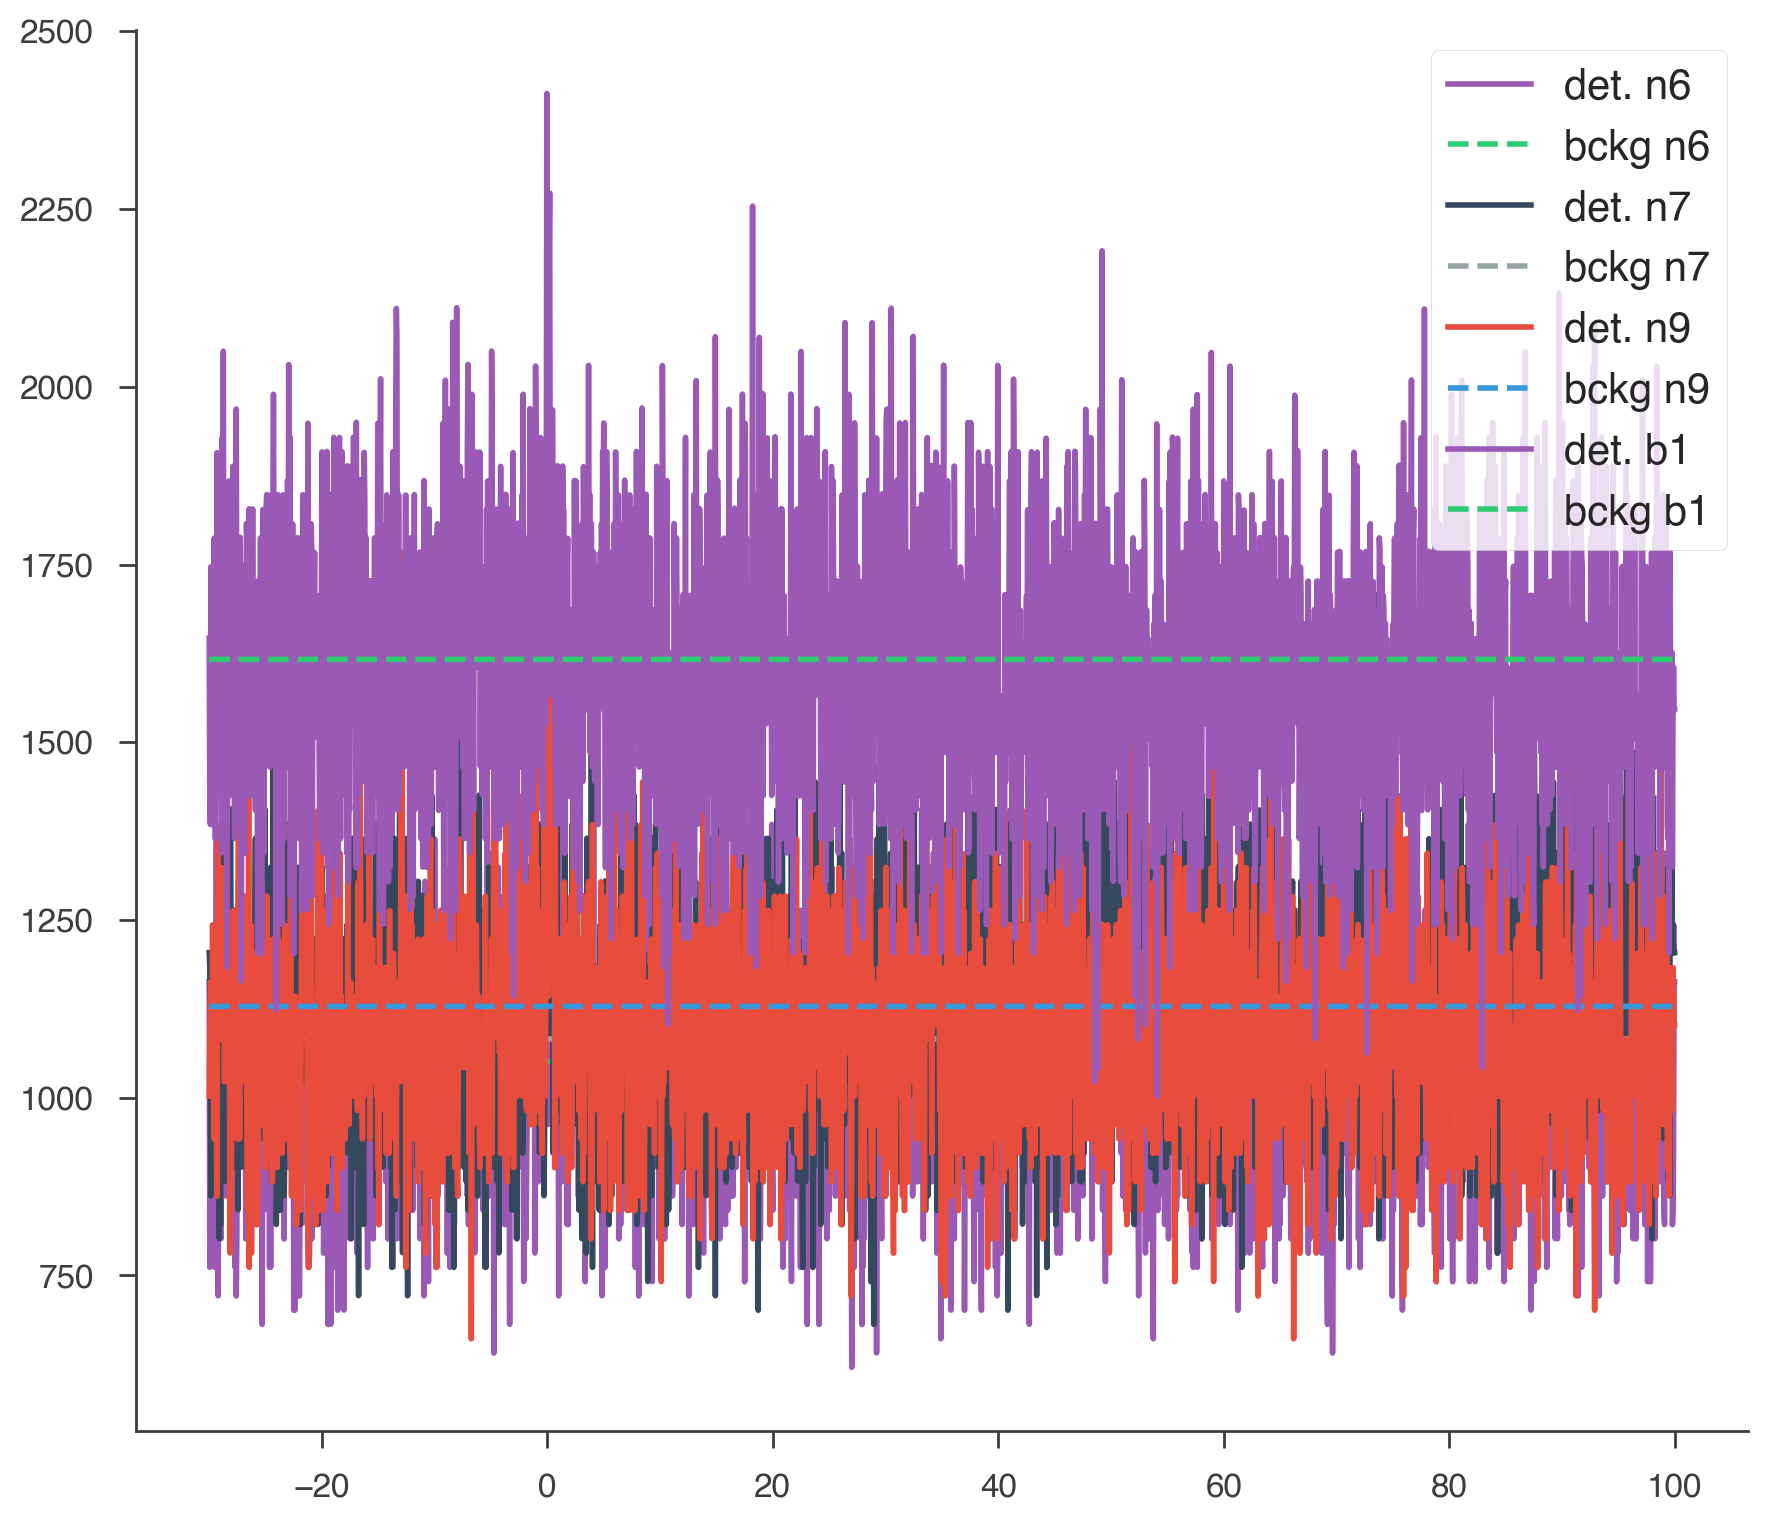 2500
2250
2000
1750
1500
1250
1000
750
−20 0 20 40 60 80 100
det. n6
bckg n6
det. n7
bckg n7
det. n9
bckg n9
det. b1
bckg b1